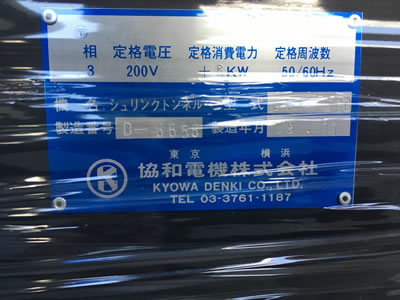 相 定格電圧 定格消費電力 定格周波数
3 200V KW 50/60Hz
機名 シュリンクトンネル 型式
製造番号 製造年月
東京 横浜
協和電機株式会社
KYOWA DENKI CO., LTD.
TEL 03-3761-1187